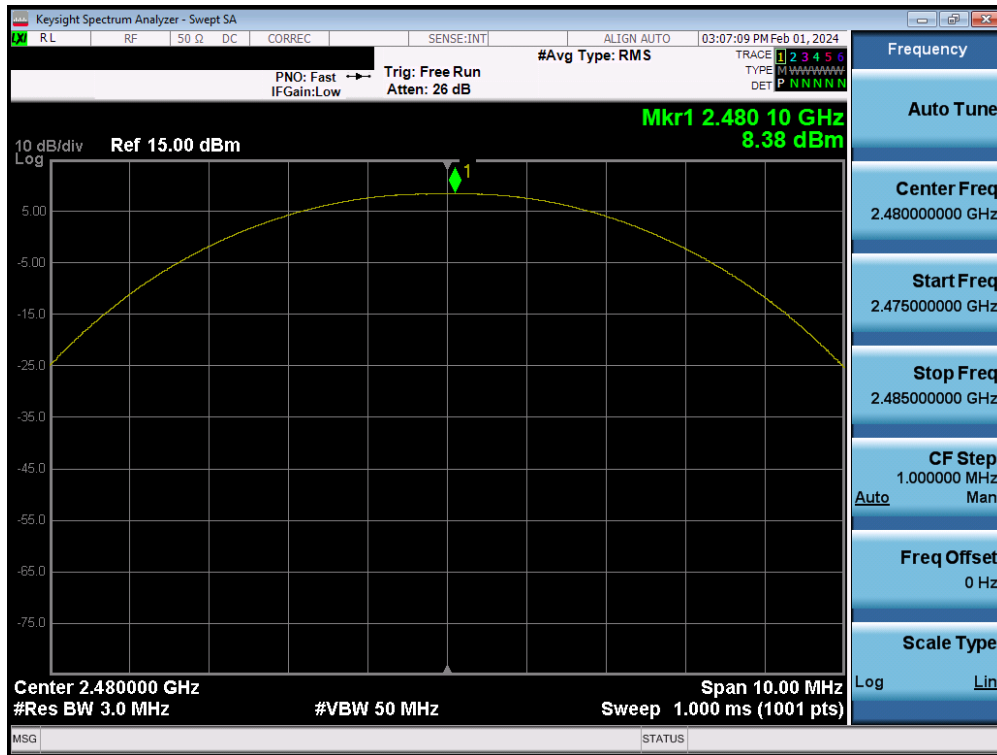 Keysight Spectrum Analyzer - Swept SA
LXI RL RF 50 Ω DC CORREC SENSE:INT ALIGN AUTO 03:07:09 PM Feb 01, 2024
Frequency
PNO: Fast
IFGain:Low
Trig: Free Run
Atten: 26 dB
#Avg Type: RMS
TRACE 1 2 3 4 5 6
TYPE M WWWWW
DET P N N N N N
Auto Tune
Mkr1 2.480 10 GHz
8.38 dBm
10 dB/div Ref 15.00 dBm
Log
1
5.00
-5.00
-15.0
-25.0
-35.0
-45.0
-55.0
-65.0
-75.0
Center Freq
2.480000000 GHz
Start Freq
2.475000000 GHz
Stop Freq
2.485000000 GHz
CF Step
1.000000 MHz
Auto Man
Freq Offset
0 Hz
Scale Type
Log Lin
Center 2.480000 GHz Span 10.00 MHz
#Res BW 3.0 MHz #VBW 50 MHz Sweep 1.000 ms (1001 pts)
MSG STATUS